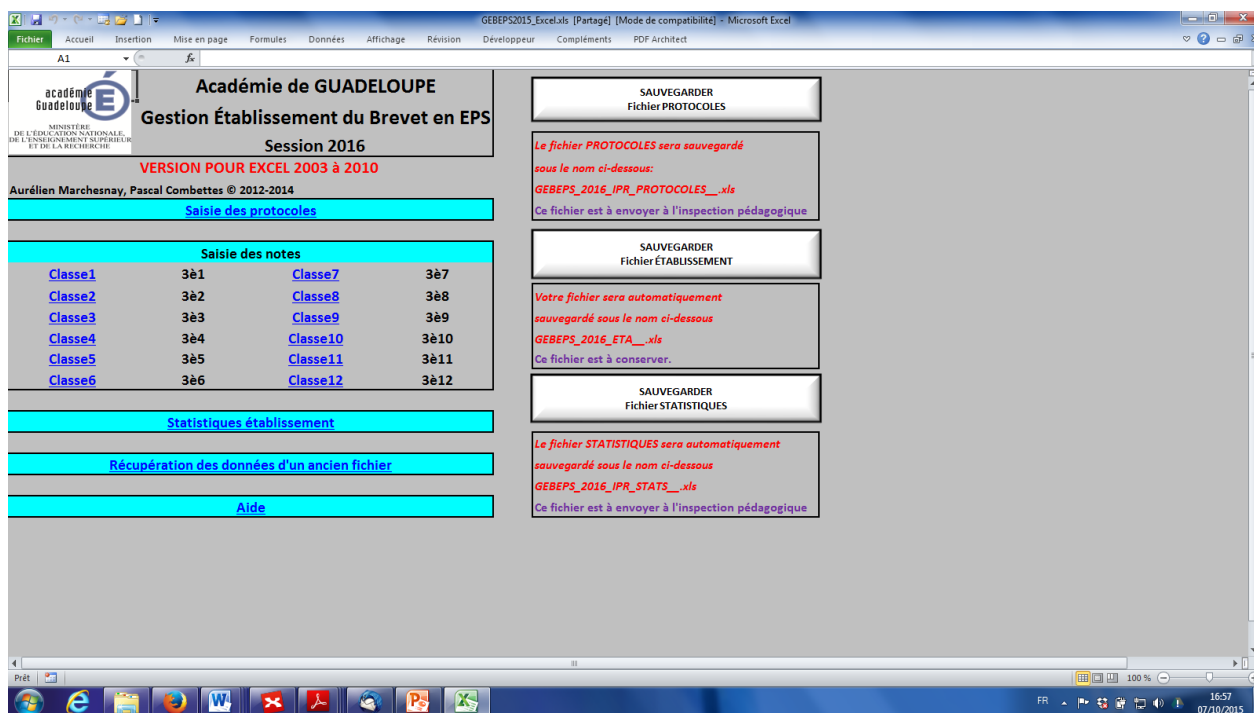 GEBEPS2015_Excel.xls [Partagé] [Mode de compatibilité] - Microsoft Excel
Fichier Accueil Insertion Mise en page Formules Données Affichage Révision Développeur Compléments PDF Architect
A1 fx
académie
Guadeloupe
MINISTÈRE
DE L'ÉDUCATION NATIONALE,
DE L'ENSEIGNEMENT SUPÉRIEUR
ET DE LA RECHERCHE
Académie de GUADELOUPE
Gestion Établissement du Brevet en EPS
Session 2016
VERSION POUR EXCEL 2003 à 2010
Aurélien Marchesnay, Pascal Combettes © 2012-2014
Saisie des protocoles
Saisie des notes
Classe1 3è1 Classe7 3è7
Classe2 3è2 Classe8 3è8
Classe3 3è3 Classe9 3è9
Classe4 3è4 Classe10 3è10
Classe5 3è5 Classe11 3è11
Classe6 3è6 Classe12 3è12
Statistiques établissement
Récupération des données d'un ancien fichier
Aide
SAUVEGARDER
Fichier PROTOCOLES
Le fichier PROTOCOLES sera sauvegardé
sous le nom ci-dessous:
GEBEPS_2016_IPR_PROTOCOLES__.xls
Ce fichier est à envoyer à l'inspection pédagogique
SAUVEGARDER
Fichier ÉTABLISSEMENT
Votre fichier sera automatiquement
sauvegardé sous le nom ci-dessous
GEBEPS_2016_ETA__.xls
Ce fichier est à conserver.
SAUVEGARDER
Fichier STATISTIQUES
Le fichier STATISTIQUES sera automatiquement
sauvegardé sous le nom ci-dessous
GEBEPS_2016_IPR_STATS__.xls
Ce fichier est à envoyer à l'inspection pédagogique
Prêt 100 %
FR 16:57
07/10/2015